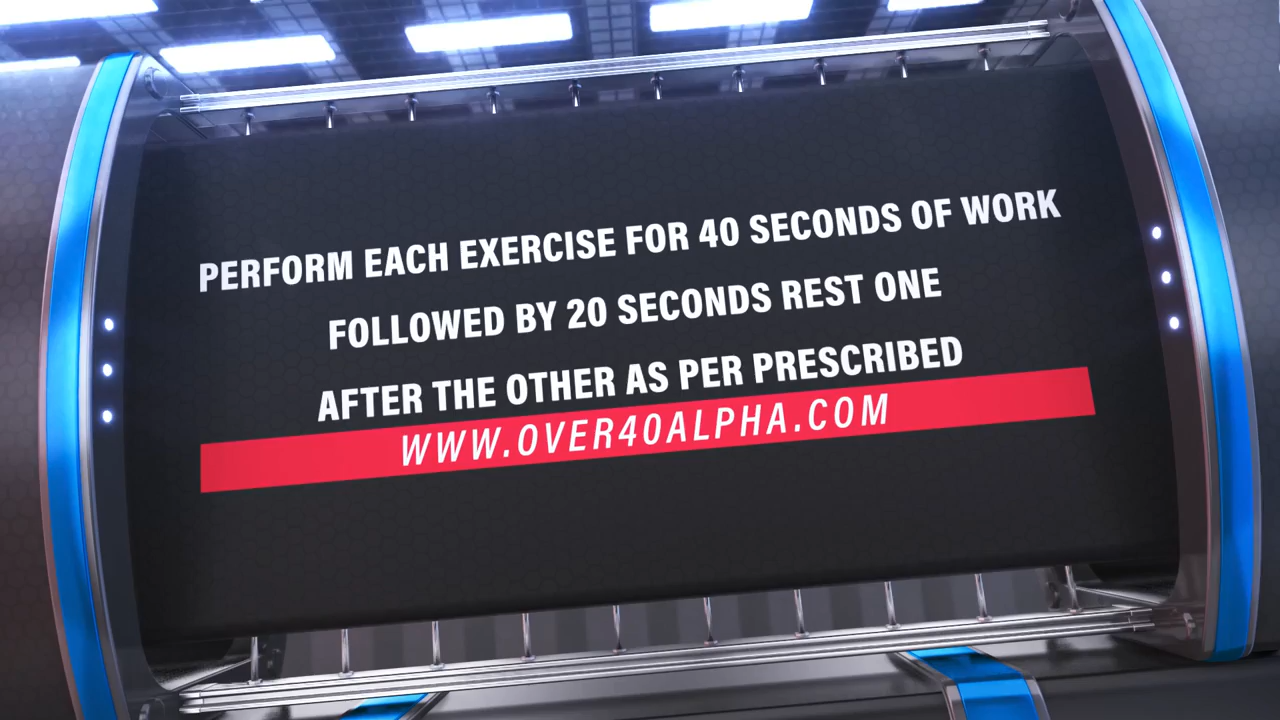 PERFORM EACH EXERCISE FOR 40 SECONDS OF WORK
FOLLOWED BY 20 SECONDS REST ONE
AFTER THE OTHER AS PER PRESCRIBED
WWW.OVER40ALPHA.COM